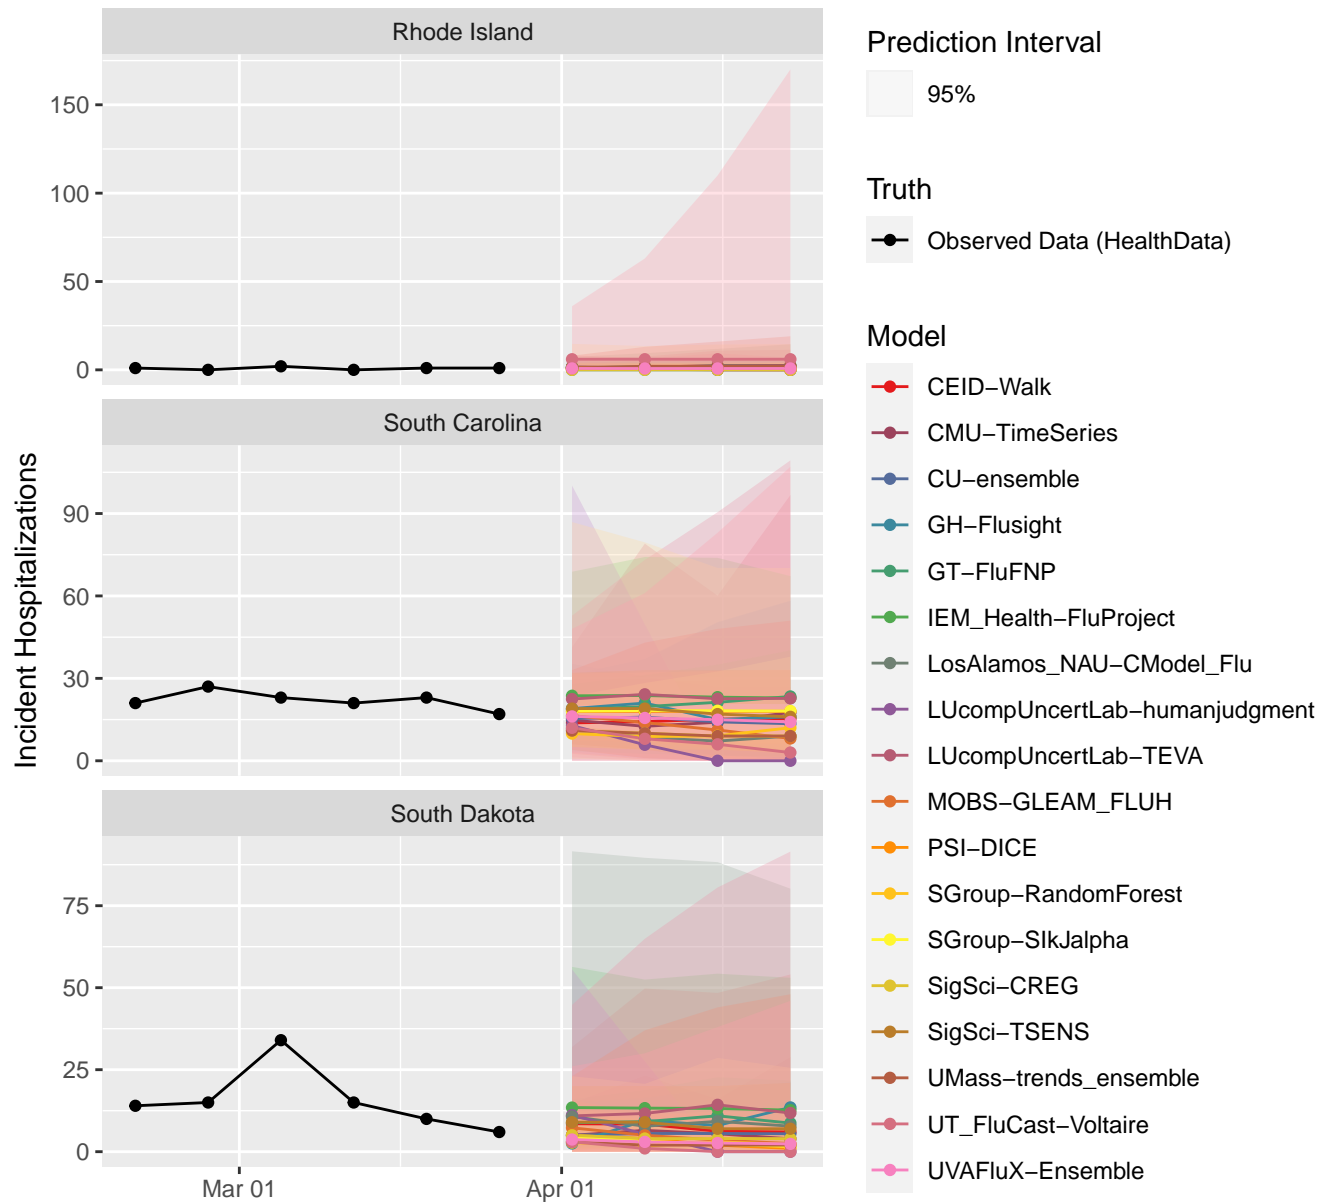 Rhode Island
150
100
50
0
South Carolina
90
60
30
0
South Dakota
75
50
25
0
Mar 01
Apr 01
Incident Hospitalizations
Prediction Interval
95%
Truth
Observed Data (HealthData)
Model
CEID−Walk
CMU−TimeSeries
CU−ensemble
GH−Flusight
GT−FluFNP
IEM_Health−FluProject
LosAlamos_NAU−CModel_Flu
LUcompUncertLab−humanjudgment
LUcompUncertLab−TEVA
MOBS−GLEAM_FLUH
PSI−DICE
SGroup−RandomForest
SGroup−SIkJalpha
SigSci−CREG
SigSci−TSENS
UMass−trends_ensemble
UT_FluCast−Voltaire
UVAFluX−Ensemble